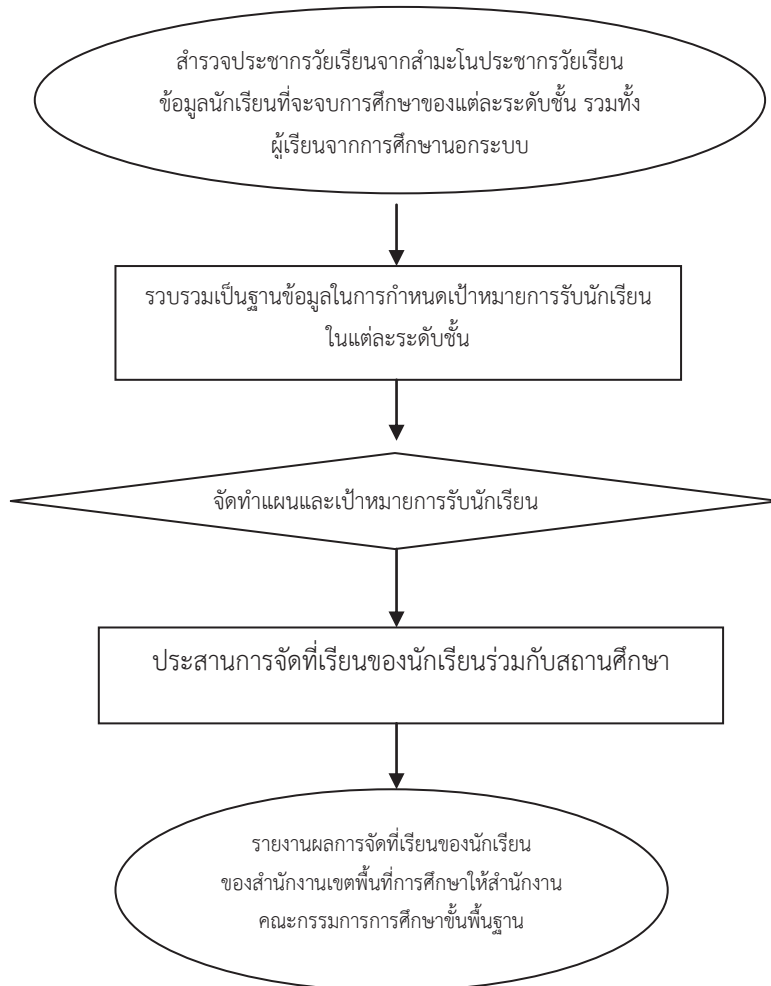 สำรวจประชากรวัยเรียนจากสำมะโนประชากรวัยเรียน
ข้อมูลนักเรียนที่จะจบการศึกษาของแต่ละระดับชั้น รวมทั้ง
ผู้เรียนจากการศึกษานอกระบบ
รวบรวมเป็นฐานข้อมูลในการกำหนดเป้าหมายการรับนักเรียน
ในแต่ละระดับชั้น
จัดทำแผนและเป้าหมายการรับนักเรียน
ประสานการจัดที่เรียนของนักเรียนร่วมกับสถานศึกษา
รายงานผลการจัดที่เรียนของนักเรียน
ของสำนักงานเขตพื้นที่การศึกษาให้สำนักงาน
คณะกรรมการการศึกษาขั้นพื้นฐาน